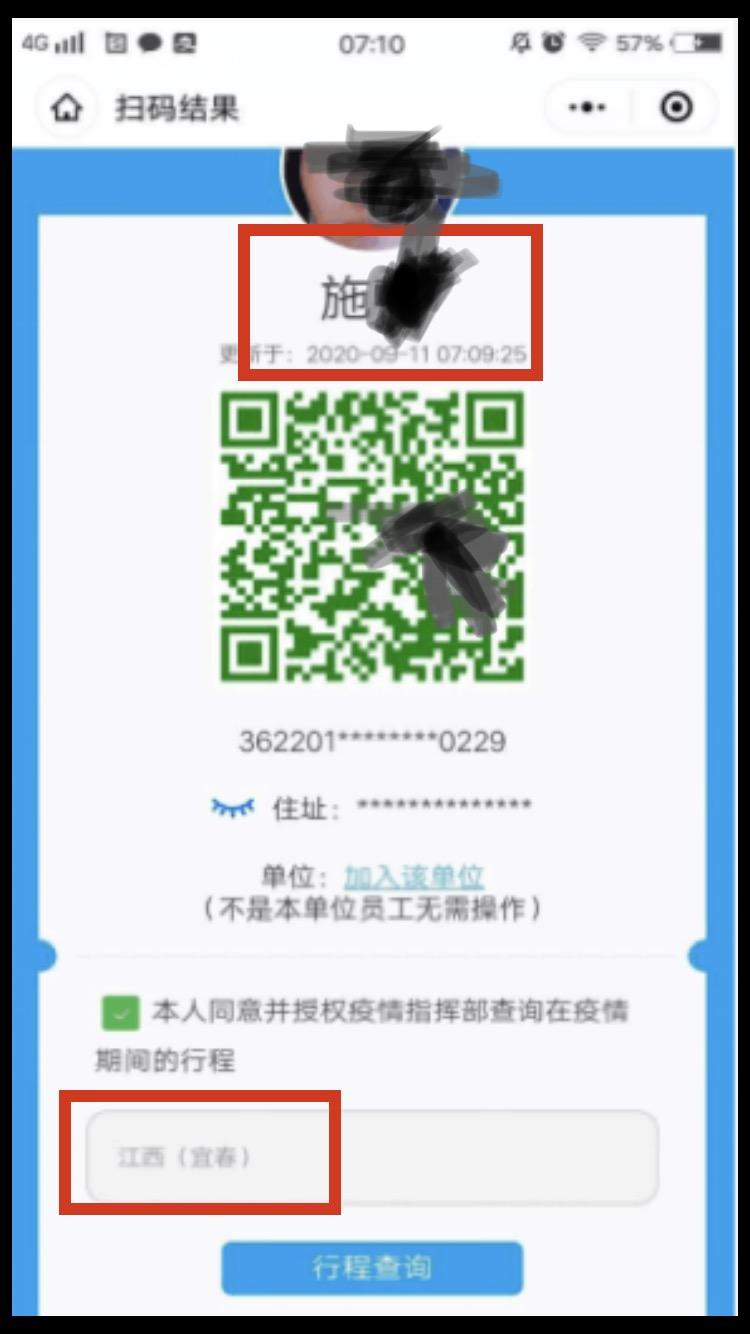 4G 07:10 57%
扫码结果
施
更新于：2020-09-11 07:09:25
362201********0229
住址：**************
单位：加入该单位
（不是本单位员工无需操作）
本人同意并授权疫情指挥部查询在疫情
期间的行程
江西（宜春）
行程查询